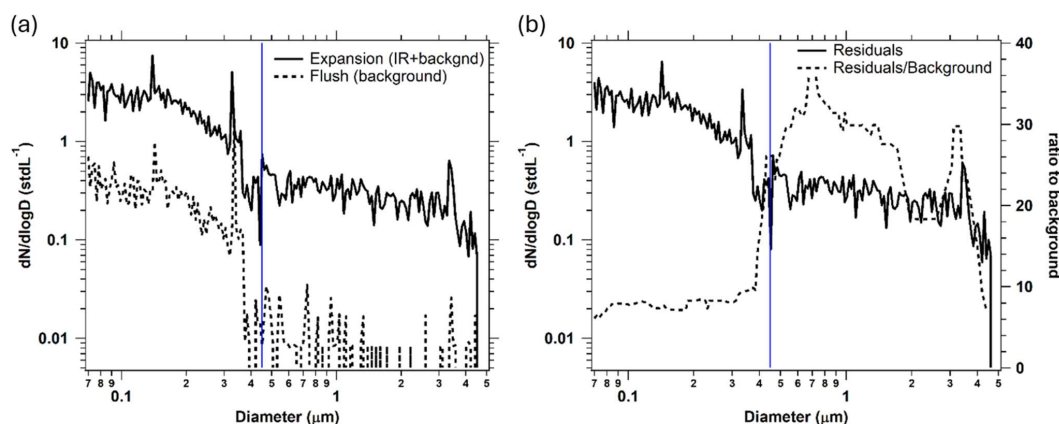 (a)
Expansion (IR+backgnd)
Flush (background)
dN/dlogD (stdL⁻¹)
10
1
0.1
0.01
7 8 9 2 3 4 5 6 7 8 9 2 3 4 5
0.1 1
Diameter (μm)
(b)
Residuals
Residuals/Background
dN/dlogD (stdL⁻¹)
10
1
0.1
0.01
40
30
20
10
0
ratio to background
7 8 9 2 3 4 5 6 7 8 9 2 3 4 5
0.1 1
Diameter (μm)